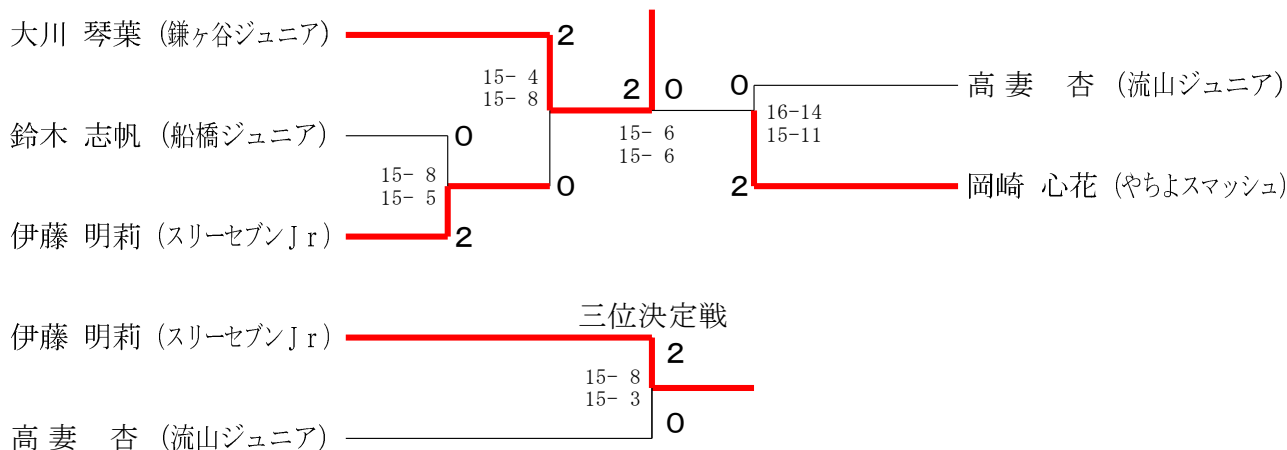 大川 琴葉 (鎌ヶ谷ジュニア)
2
15- 4
15- 8
2 0
0
高 妻　杏 (流山ジュニア)
16-14
15-11
鈴木 志帆 (船橋ジュニア)
0
15- 6
15- 6
15- 8
15- 5
0
2
岡崎 心花 (やちよスマッシュ)
伊藤 明莉 (スリーセブンJr)
2
三位決定戦
伊藤 明莉 (スリーセブンJr)
2
15- 8
15- 3
0
高 妻　杏 (流山ジュニア)